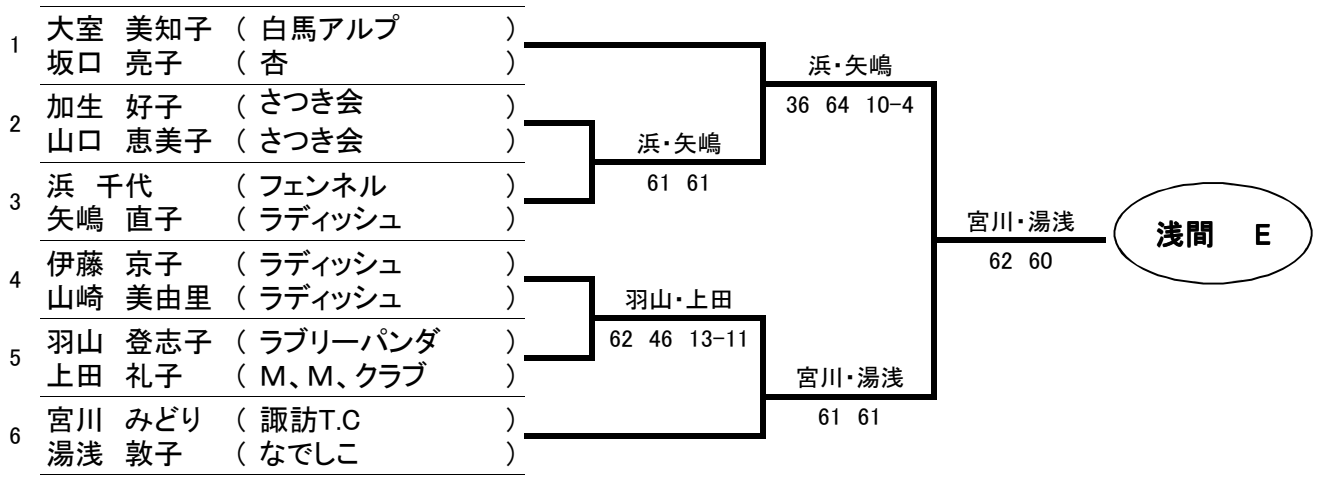 1
大室 美知子 ( 白馬アルプ )
坂口 亮子 ( 杏 )
2
加生 好子 ( さつき会 )
山口 恵美子 ( さつき会 )
3
浜 千代 ( フェンネル )
矢嶋 直子 ( ラディッシュ )
4
伊藤 京子 ( ラディッシュ )
山崎 美由里 ( ラディッシュ )
5
羽山 登志子 ( ラブリーパンダ )
上田 礼子 ( M、M、クラブ )
6
宮川 みどり ( 諏訪T.C )
湯浅 敦子 ( なでしこ )
浜・矢嶋
61 61
羽山・上田
62 46 13-11
浜・矢嶋
36 64 10-4
宮川・湯浅
61 61
宮川・湯浅
62 60
浅間 E